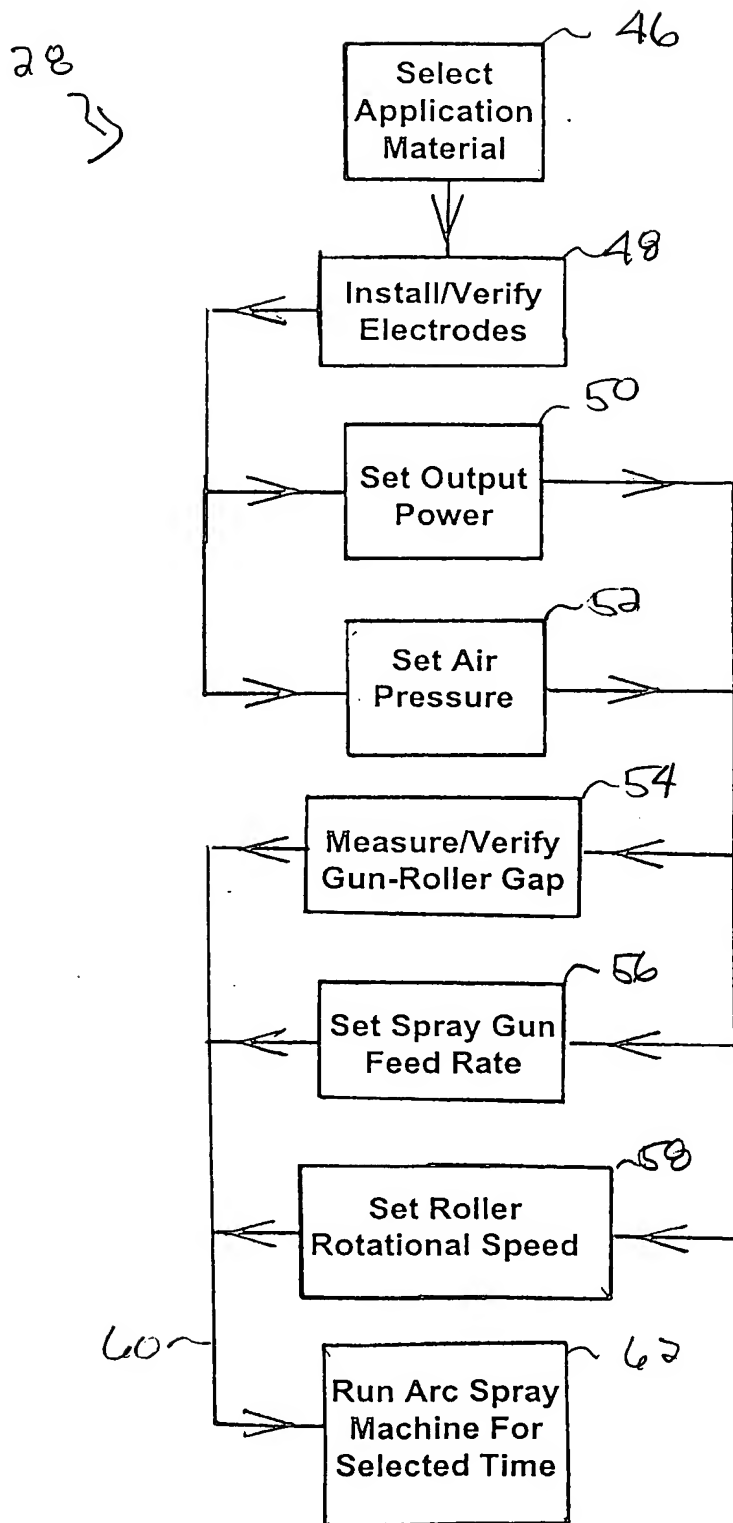 28
46
Select
Application
Material
48
Install/Verify
Electrodes
50
Set Output
Power
52
Set Air
Pressure
54
Measure/Verify
Gun-Roller Gap
56
Set Spray Gun
Feed Rate
58
Set Roller
Rotational Speed
60
62
Run Arc Spray
Machine For
Selected Time